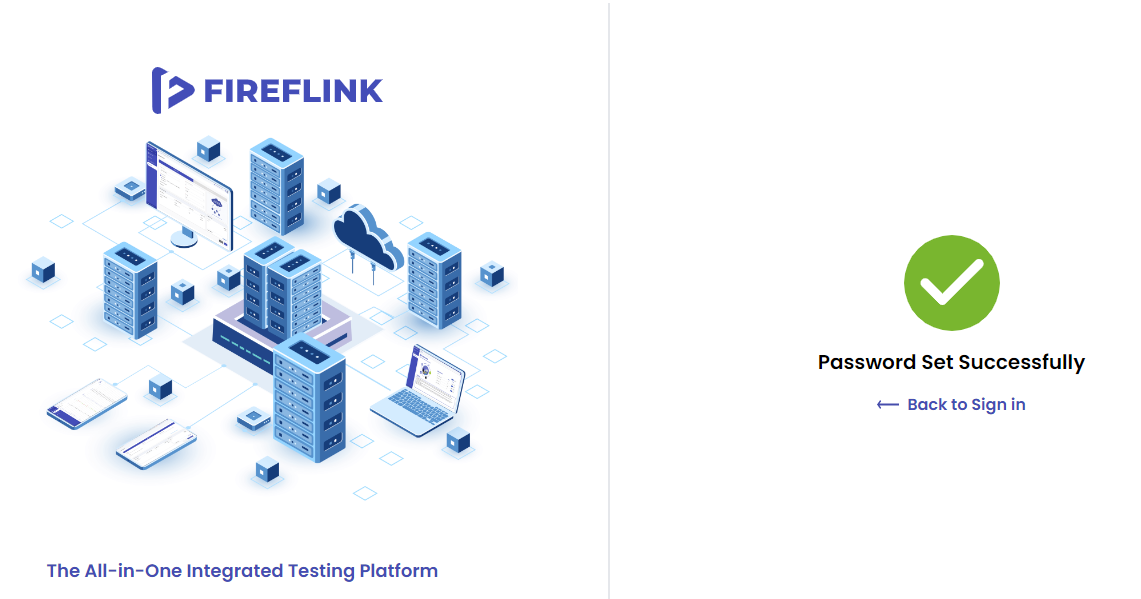 FIREFLINK
The All-in-One Integrated Testing Platform
Password Set Successfully
Back to Sign in